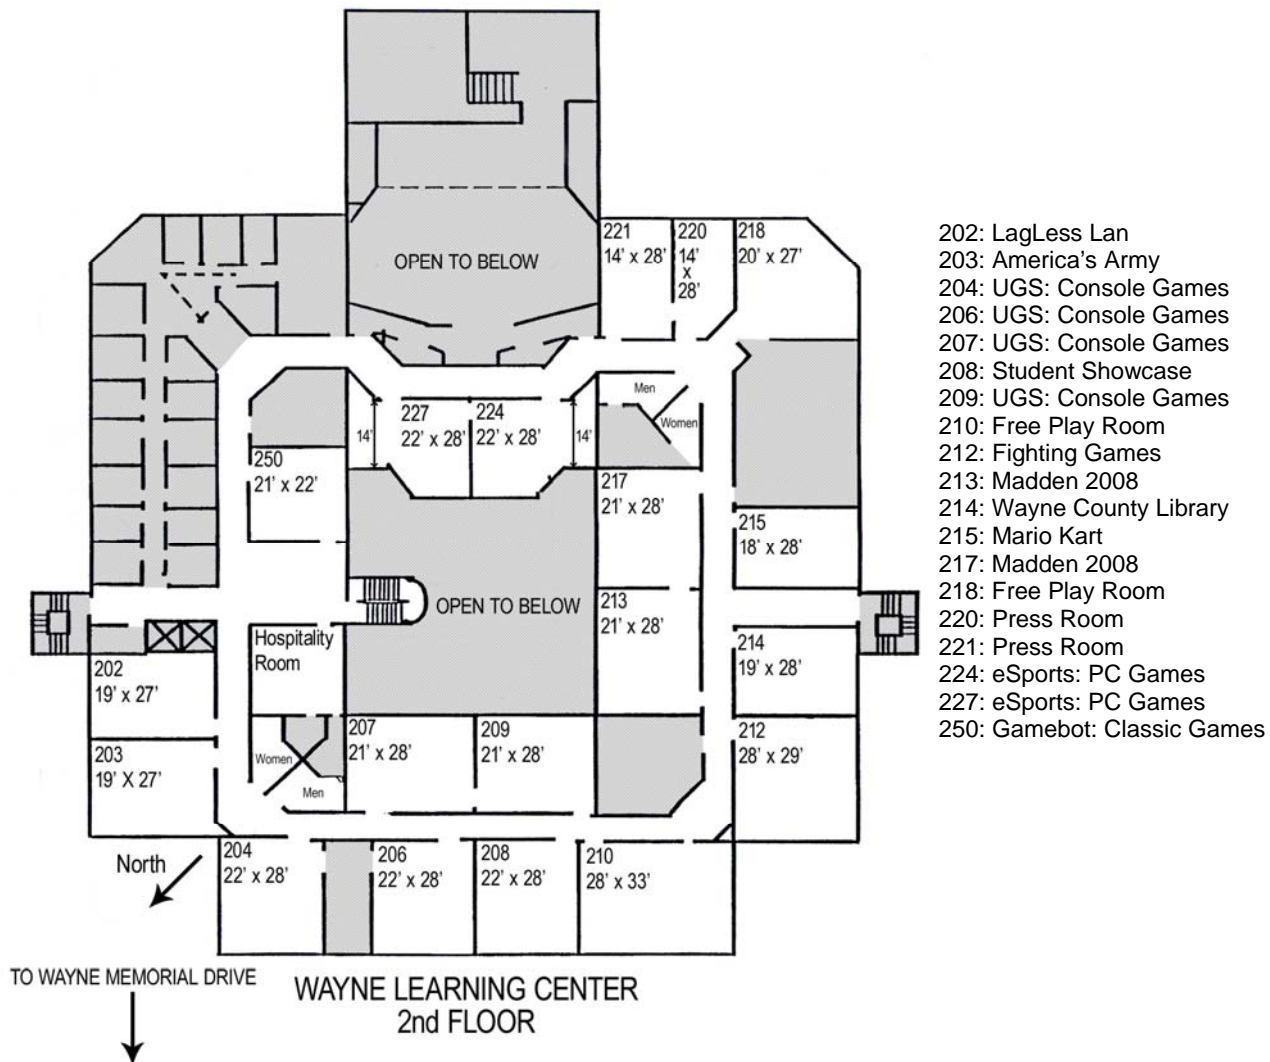 OPEN TO BELOW
221
14' x 28'
220
14'
x
28'
218
20' x 27'
Men
Women
227
22' x 28'
224
22' x 28'
14'
14'
250
21' x 22'
217
21' x 28'
215
18' x 28'
OPEN TO BELOW
213
21' x 28'
Hospitality
Room
214
19' x 28'
202
19' x 27'
203
19' X 27'
207
21' x 28'
209
21' x 28'
212
28' x 29'
Women
Men
North
204
22' x 28'
206
22' x 28'
208
22' x 28'
210
28' x 33'
TO WAYNE MEMORIAL DRIVE
WAYNE LEARNING CENTER
2nd FLOOR
202: LagLess Lan
203: America's Army
204: UGS: Console Games
206: UGS: Console Games
207: UGS: Console Games
208: Student Showcase
209: UGS: Console Games
210: Free Play Room
212: Fighting Games
213: Madden 2008
214: Wayne County Library
215: Mario Kart
217: Madden 2008
218: Free Play Room
220: Press Room
221: Press Room
224: eSports: PC Games
227: eSports: PC Games
250: Gamebot: Classic Games